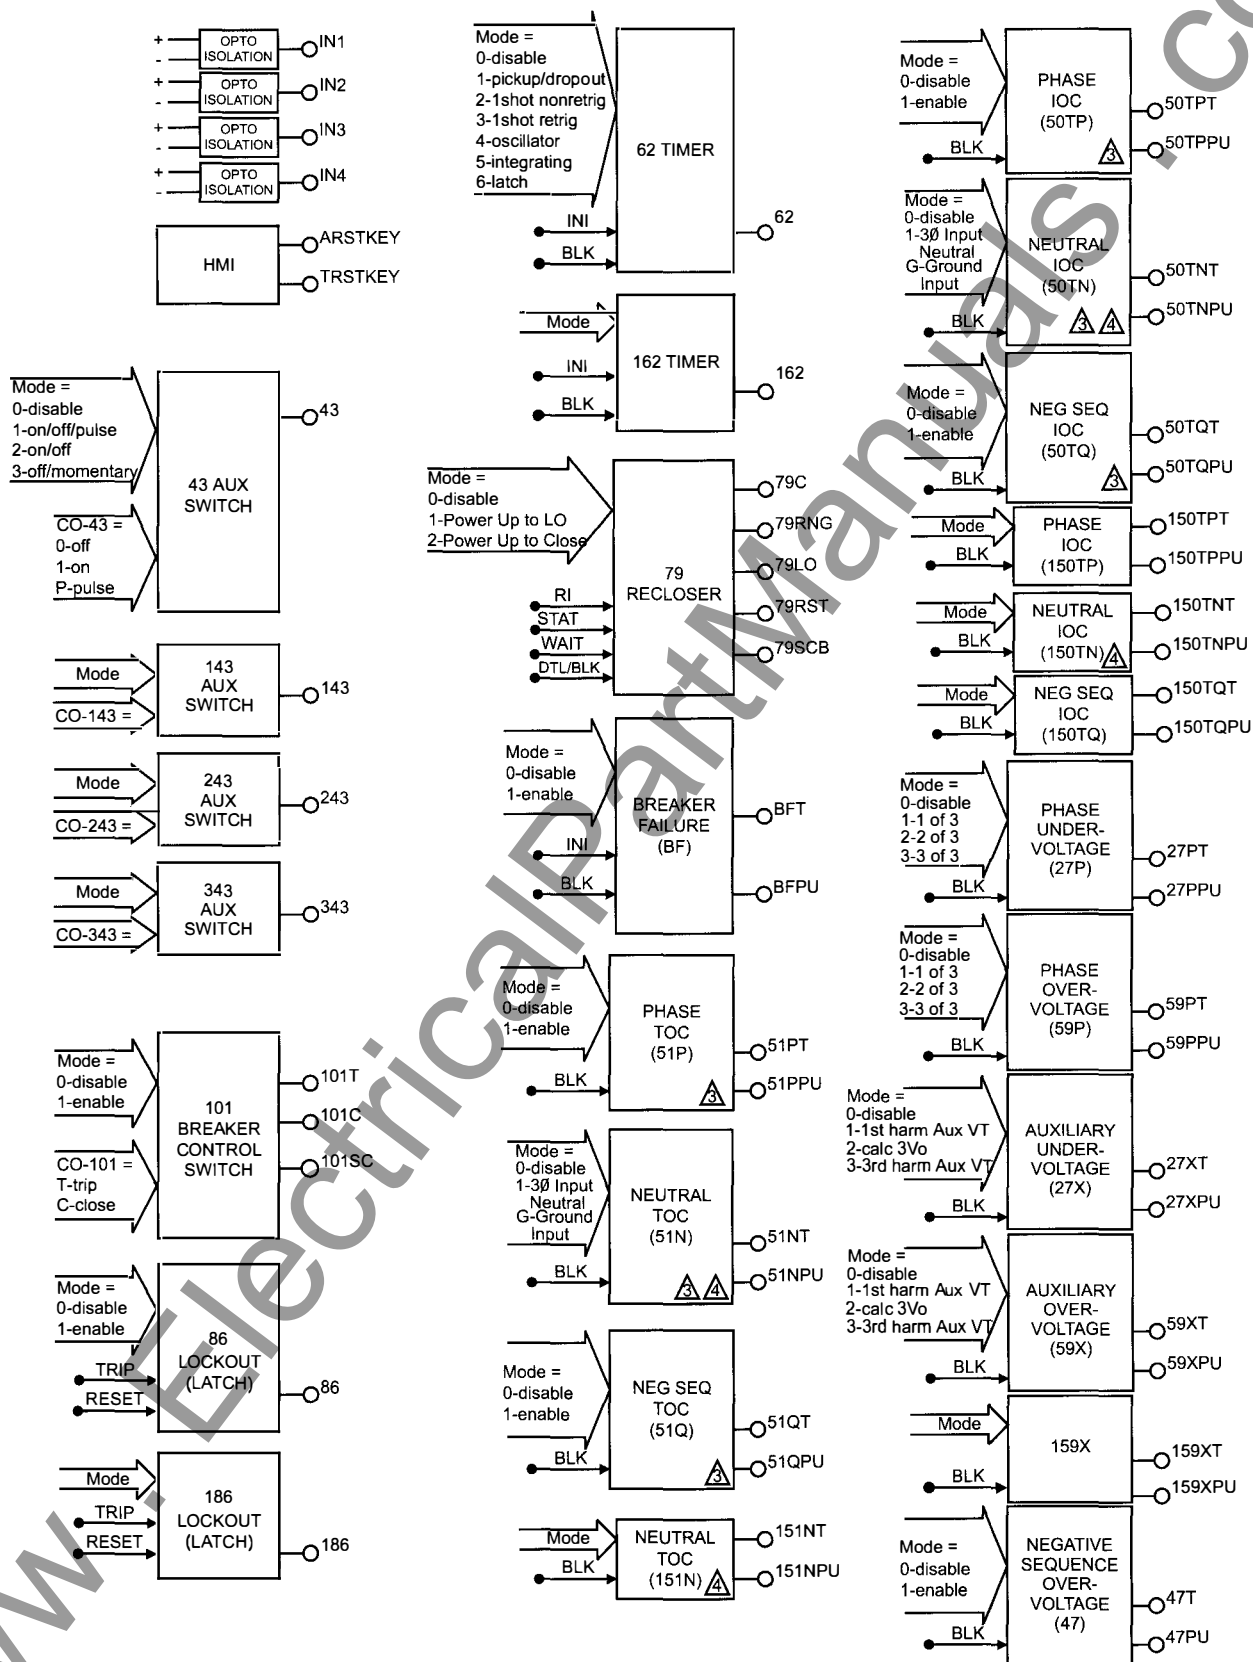 +
-
OPTO
ISOLATION
IN1
+
-
OPTO
ISOLATION
IN2
+
-
OPTO
ISOLATION
IN3
+
-
OPTO
ISOLATION
IN4
HMI
ARSTKEY
TRSTKEY
Mode =
0-disable
1-on/off/pulse
2-on/off
3-off/momentary
CO-43 =
0-off
1-on
P-pulse
43 AUX
SWITCH
43
Mode
CO-143 =
143
AUX
SWITCH
143
Mode
CO-243 =
243
AUX
SWITCH
243
Mode
CO-343 =
343
AUX
SWITCH
343
Mode =
0-disable
1-enable
CO-101 =
T-trip
C-close
101
BREAKER
CONTROL
SWITCH
101T
101C
101SC
Mode =
0-disable
1-enable
TRIP
RESET
86
LOCKOUT
(LATCH)
86
Mode
TRIP
RESET
186
LOCKOUT
(LATCH)
186
Mode =
0-disable
1-pickup/dropout
2-1shot nonretrig
3-1shot retrig
4-oscillator
5-integrating
6-latch
INI
BLK
62 TIMER
62
Mode
INI
BLK
162 TIMER
162
Mode =
0-disable
1-Power Up to LO
2-Power Up to Close
RI
STAT
WAIT
DTL/BLK
79
RECLOSER
79C
79RNG
79LO
79RST
79SCB
Mode =
0-disable
1-enable
INI
BLK
BREAKER
FAILURE
(BF)
BFT
BFPU
Mode =
0-disable
1-enable
BLK
PHASE
TOC
(51P)
3
51PT
51PPU
Mode =
0-disable
1-3Ø Input
Neutral
G-Ground
Input
BLK
NEUTRAL
TOC
(51N)
3 4
51NT
51NPU
Mode =
0-disable
1-enable
BLK
NEG SEQ
TOC
(51Q)
3
51QT
51QPU
Mode
BLK
NEUTRAL
TOC
(151N)
4
151NT
151NPU
Mode =
0-disable
1-enable
BLK
PHASE
IOC
(50TP)
3
50TPT
50TPPU
Mode =
0-disable
1-3Ø Input
Neutral
G-Ground
Input
BLK
NEUTRAL
IOC
(50TN)
3 4
50TNT
50TNPU
Mode =
0-disable
1-enable
BLK
NEG SEQ
IOC
(50TQ)
3
50TQT
50TQPU
Mode
BLK
PHASE
IOC
(150TP)
150TPT
150TPPU
Mode
BLK
NEUTRAL
IOC
(150TN)
4
150TNT
150TNPU
Mode
BLK
NEG SEQ
IOC
(150TQ)
150TQT
150TQPU
Mode =
0-disable
1-1 of 3
2-2 of 3
3-3 of 3
BLK
PHASE
UNDER-
VOLTAGE
(27P)
27PT
27PPU
Mode =
0-disable
1-1 of 3
2-2 of 3
3-3 of 3
BLK
PHASE
OVER-
VOLTAGE
(59P)
59PT
59PPU
Mode =
0-disable
1-1st harm Aux VT
2-calc 3Vo
3-3rd harm Aux VT
BLK
AUXILIARY
UNDER-
VOLTAGE
(27X)
27XT
27XPU
Mode =
0-disable
1-1st harm Aux VT
2-calc 3Vo
3-3rd harm Aux VT
BLK
AUXILIARY
OVER-
VOLTAGE
(59X)
59XT
59XPU
Mode
BLK
159X
159XT
159XPU
Mode =
0-disable
1-enable
BLK
NEGATIVE
SEQUENCE
OVER-
VOLTAGE
(47)
47T
47PU
w . ElectricalPartManuals . co